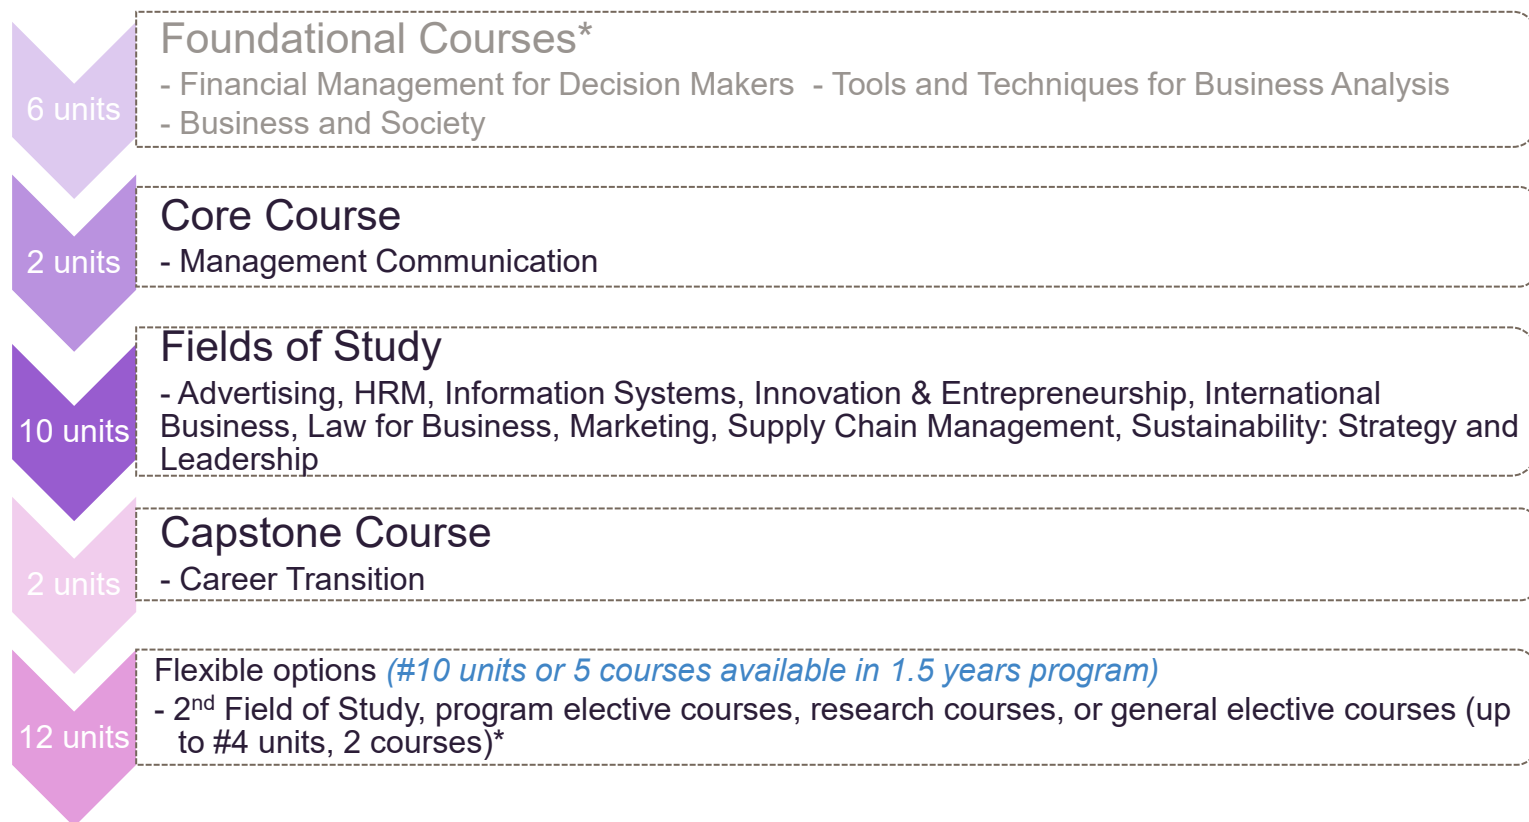 Foundational Courses*
- Financial Management for Decision Makers - Tools and Techniques for Business Analysis
6 units
- Business and Society
Core Course
2 units
- Management Communication
Fields of Study
- Advertising, HRM, Information Systems, Innovation & Entrepreneurship, International
10 units
Business, Law for Business, Marketing, Supply Chain Management, Sustainability: Strategy and
Leadership
Capstone Course
2 units
- Career Transition
Flexible options (#10 units or 5 courses available in 1.5 years program)
- 2nd Field of Study, program elective courses, research courses, or general elective courses (up
12 units
to #4 units, 2 courses)*